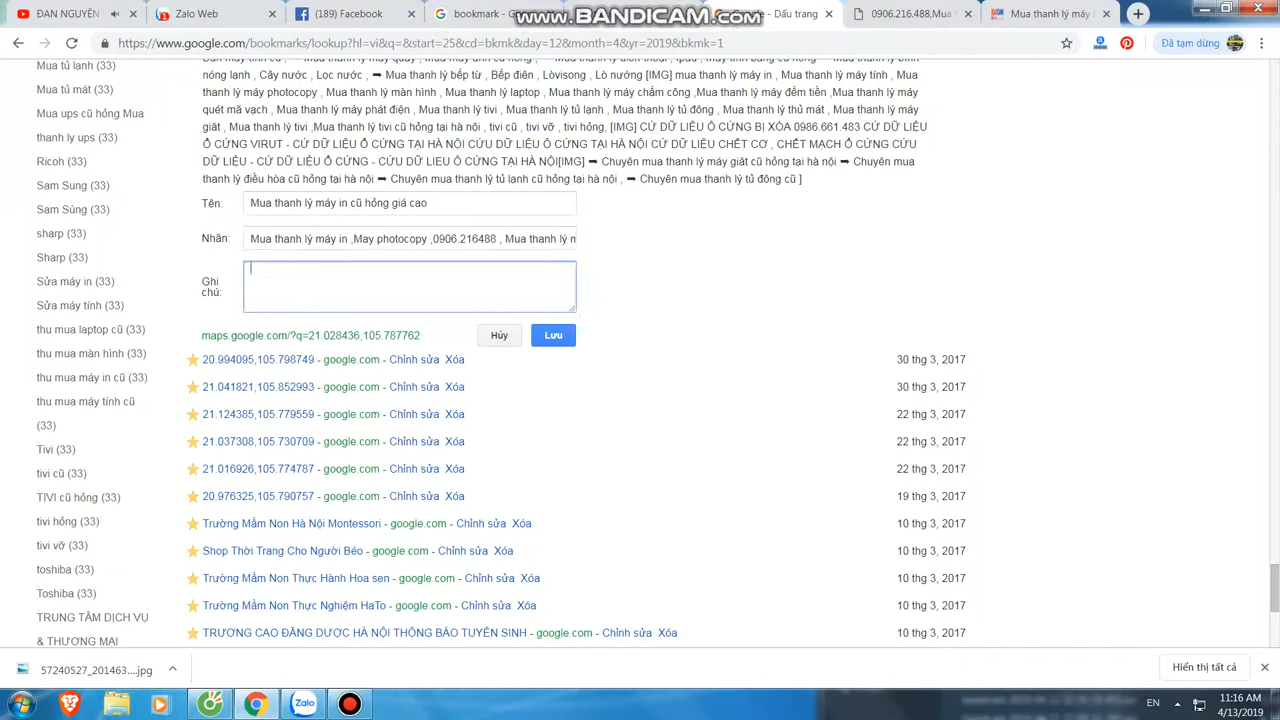 ĐAN NGUYÊN
Zalo Web
(189) Facebook
0906.216.488,Mua
Mua thanh lý máy
www.BANDICAM.com
Dấu trang
https://www.google.com/bookmarks/lookup?hl=vi&q=&start=25&cd=bkmk&day=12&month=4&yr=2019&bkmk=1
Đã tạm dừng
Mua tủ lạnh (33)
Mua tủ mát (33)
Mua ups cũ hỏng Mua
thanh ly ups (33)
Ricoh (33)
Sam Sung (33)
Sam Sùng (33)
sharp (33)
Sharp (33)
Sửa máy in (33)
Sửa máy tính (33)
thu mua laptop cũ (33)
thu mua màn hình (33)
thu mua máy in cũ (33)
thu mua máy tính cũ
(33)
Tivi (33)
tivi cũ (33)
TIVI cũ hỏng (33)
tivi hỏng (33)
tivi vỡ (33)
toshiba (33)
Toshiba (33)
TRUNG TÂM DỊCH VỤ
& THƯƠNG MẠI
nóng lạnh , Cây nước , Lọc nước , ➡ Mua thanh lý bếp từ , Bếp điện , Lòvisong , Lò nướng [IMG] mua thanh lý máy in , Mua thanh lý máy tính , Mua
thanh lý máy photocopy , Mua thanh lý màn hình , Mua thanh lý laptop , Mua thanh lý máy chấm công ,Mua thanh lý máy đếm tiền ,Mua thanh lý máy
quét mã vạch , Mua thanh lý máy phát điện , Mua thanh lý tivi , Mua thanh lý tủ lạnh , Mua thanh lý tủ đông , Mua thanh lý thủ mát , Mua thanh lý máy
giăt , Mua thanh lý tivi ,Mua thanh lý tivi cũ hỏng tại hà nội , tivi cũ , tivi vỡ , tivi hỏng, [IMG] CỨ DỮ LIỆU Ô CỨNG BỊ XÓA 0986.661.483 CỨ DỮ LIỆU
Ổ CỨNG VIRUT - CỨ DỮ LIỆU Ổ CỨNG TẠI HÀ NỘI CỨU DỮ LIỆU Ổ CỨNG TẠI HÀ NỘI CỨ DỮ LIỆU CHẾT CƠ , CHẾT MẠCH Ổ CỨNG CỨU
DỮ LIỆU - CỨ DỮ LIỆU Ổ CỨNG - CỨU DỮ LIEU Ô CỨNG TẠI HÀ NỘI[IMG] ➡ Chuyên mua thanh lý máy giăt cũ hỏng tại hà nội ➡ Chuyên mua
thanh lý điều hòa cũ hỏng tại hà nội ➡ Chuyên mua thanh lý tủ lạnh cũ hỏng tại hà nội , ➡ Chuyên mua thanh lý tủ đông cũ ]
Tên: Mua thanh lý máy in cũ hỏng giá cao
Nhãn: Mua thanh lý máy in ,May photocopy ,0906.216488 , Mua thanh lý
Ghi
chú:
maps.google.com/?q=21.028436,105.787762 Hủy Lưu
20.994095,105.798749 - google.com - Chỉnh sửa Xóa 30 thg 3, 2017
21.041821,105.852993 - google.com - Chỉnh sửa Xóa 30 thg 3, 2017
21.124385,105.779559 - google.com - Chỉnh sửa Xóa 22 thg 3, 2017
21.037308,105.730709 - google.com - Chỉnh sửa Xóa 22 thg 3, 2017
21.016926,105.774787 - google.com - Chỉnh sửa Xóa 22 thg 3, 2017
20.976325,105.790757 - google.com - Chỉnh sửa Xóa 19 thg 3, 2017
Trường Mầm Non Hà Nội Montessori - google.com - Chỉnh sửa Xóa 10 thg 3, 2017
Shop Thời Trang Cho Người Béo - google.com - Chỉnh sửa Xóa 10 thg 3, 2017
Trường Mầm Non Thực Hành Hoa sen - google.com - Chỉnh sửa Xóa 10 thg 3, 2017
Trường Mầm Non Thực Nghiệm HaTo - google.com - Chỉnh sửa Xóa 10 thg 3, 2017
TRƯỜNG CAO ĐẲNG DƯỢC HÀ NỘI THÔNG BÁO TUYỂN SINH - google.com - Chỉnh sửa Xóa 10 thg 3, 2017
57240527_201463....jpg
Hiển thị tất cả
Zalo
EN
11:16 AM
4/13/2019